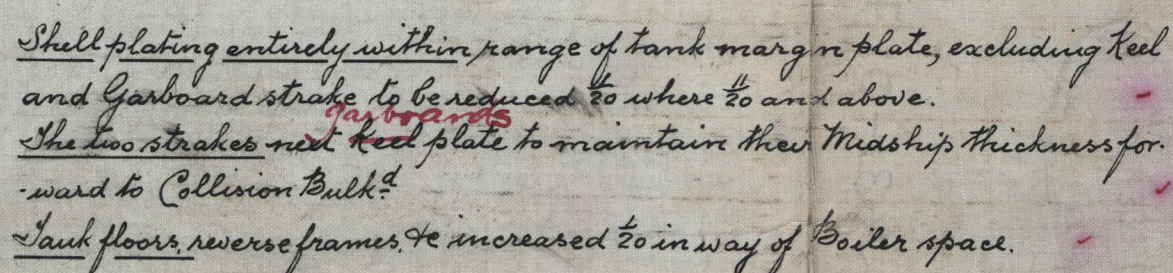 Shell plating entirely within range of tank margin plate, excluding Keel
and Garboard strake to be reduced 1/20 where 11/20 and above.
garboards
The two strakes next keel plate to maintain their Midship thickness for-
-ward to Collision Bulkd.
Tank floors, reverse frames, &c increased 1/20 in way of Boiler space.